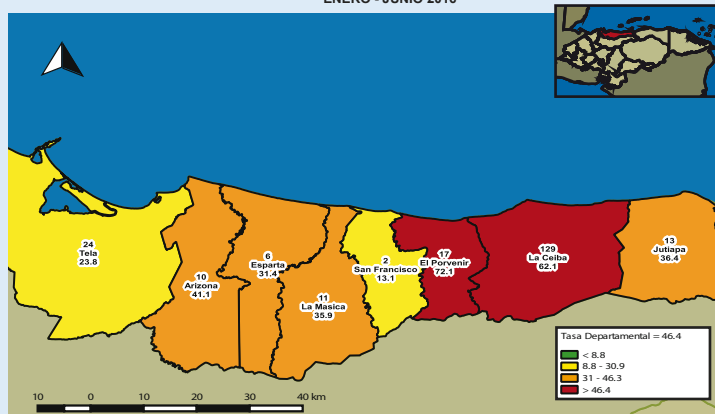 ENERO - JUNIO 2016
24
Tela
23.8
10
Arizona
41.1
6
Esparta
31.4
11
La Masica
35.9
2
San Francisco
13.1
17
El Porvenir
72.1
129
La Ceiba
62.1
13
Jutiapa
36.4
Tasa Departamental = 46.4
< 8.8
8.8 - 30.9
31 - 46.3
> 46.4
10 0 10 20 30 40 km